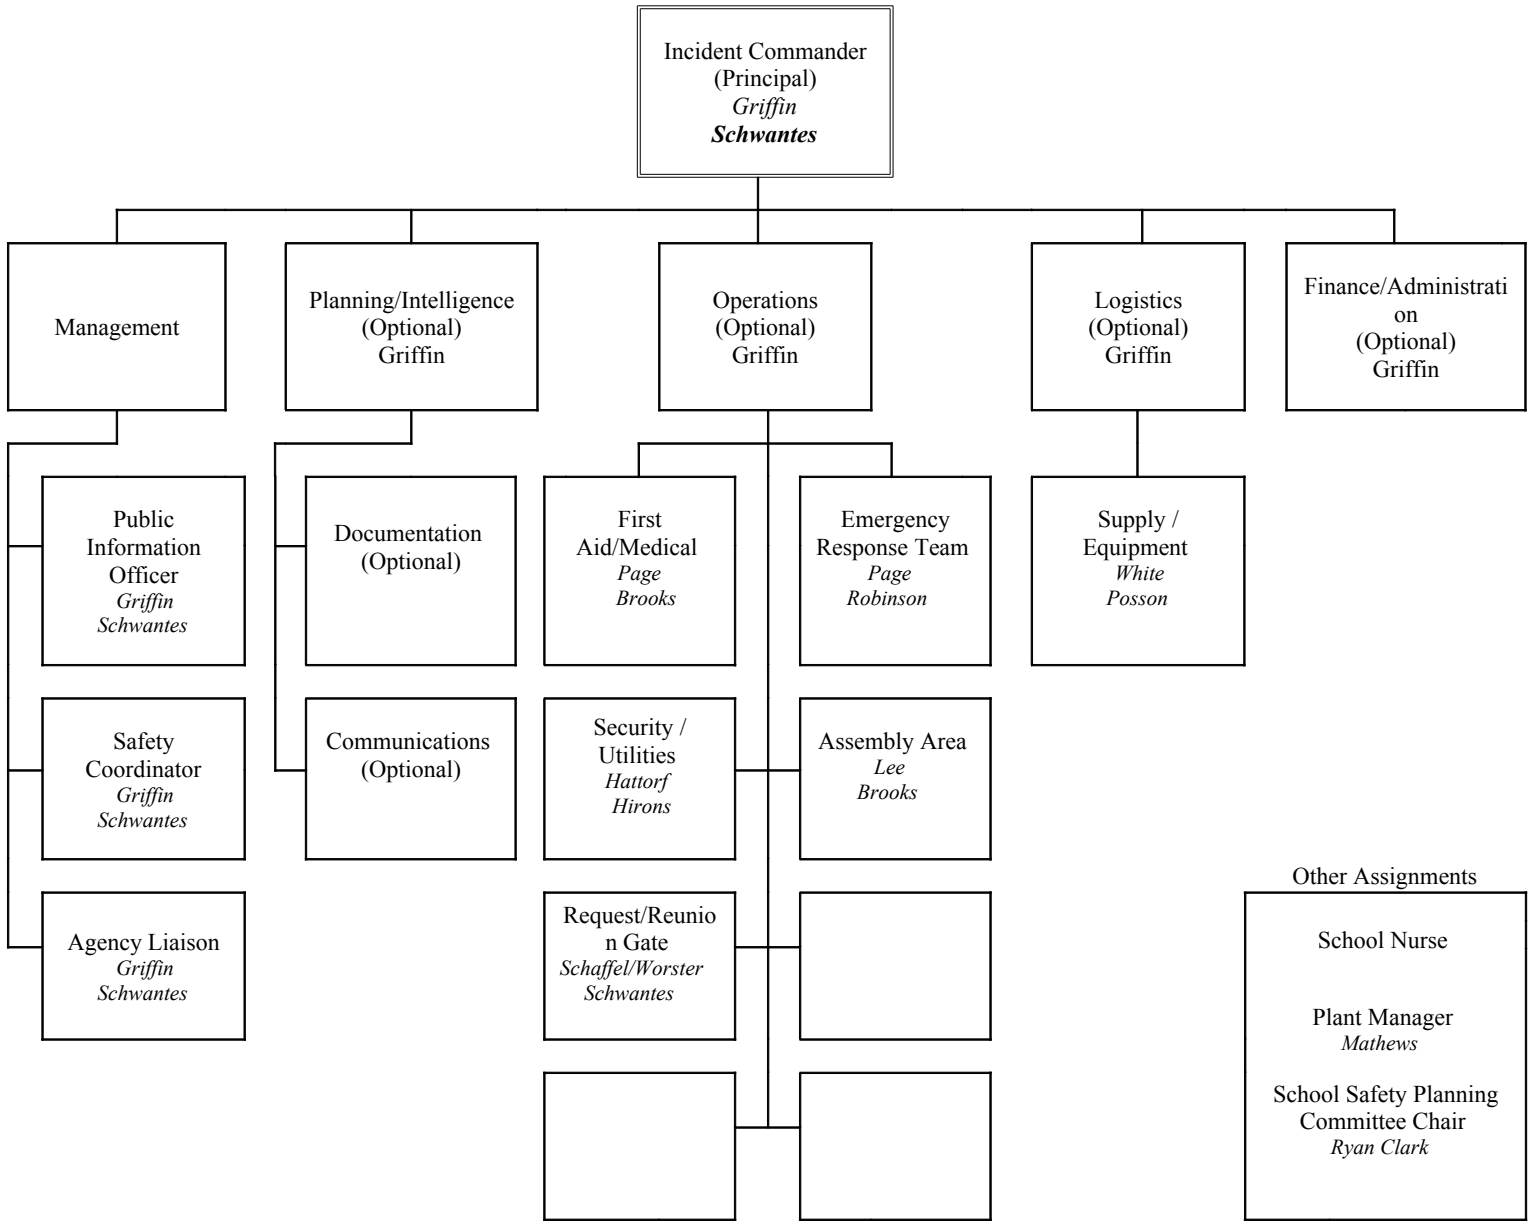 Incident Commander
(Principal)
Griffin
Schwantes
Management
Planning/Intelligence
(Optional)
Griffin
Operations
(Optional)
Griffin
Logistics
(Optional)
Griffin
Finance/Administrati
on
(Optional)
Griffin
Public
Information
Officer
Griffin
Schwantes
Documentation
(Optional)
First
Aid/Medical
Page
Brooks
Emergency
Response Team
Page
Robinson
Supply /
Equipment
White
Posson
Safety
Coordinator
Griffin
Schwantes
Communications
(Optional)
Security /
Utilities
Hattorf
Hirons
Assembly Area
Lee
Brooks
Agency Liaison
Griffin
Schwantes
Request/Reunio
n Gate
Schaffel/Worster
Schwantes
Other Assignments
School Nurse
Plant Manager
Mathews
School Safety Planning
Committee Chair
Ryan Clark